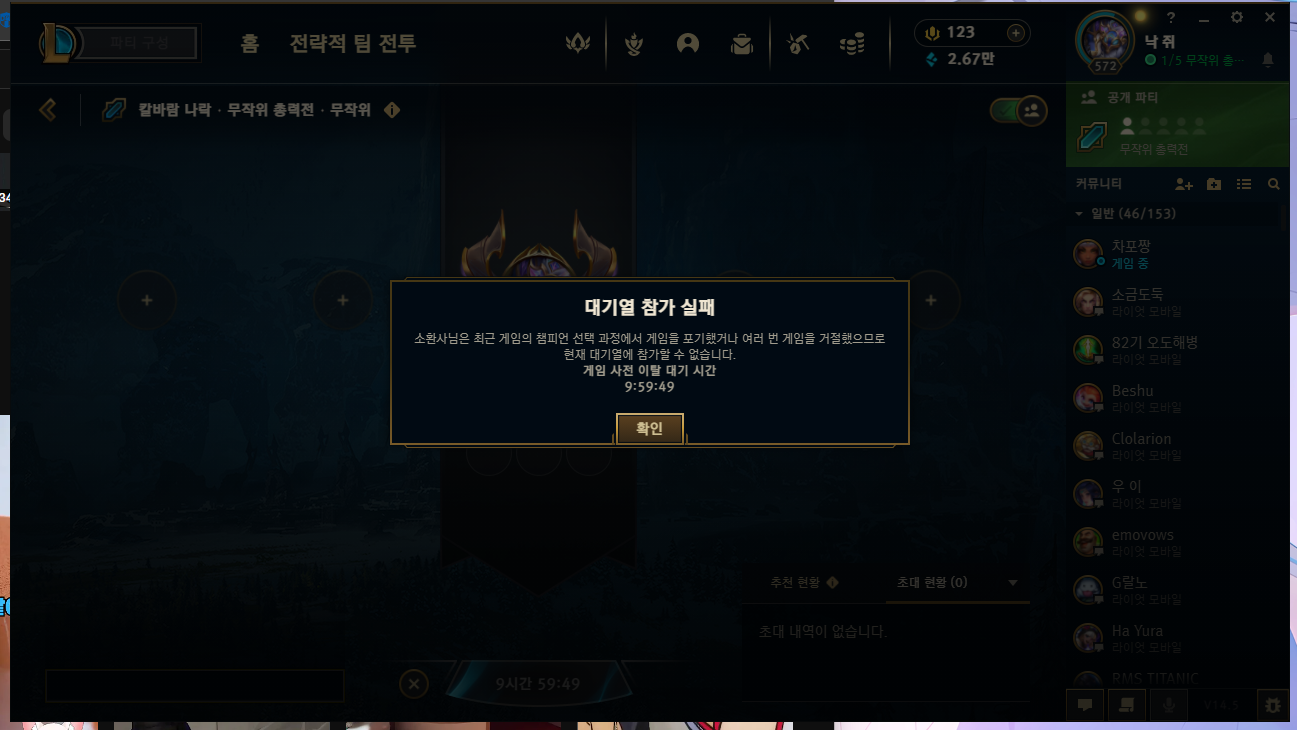 파티 구성
홈
전략적 팀 전투
123
2.67만
572
낙 쥐
1/5 무작위 총…
칼바람 나락 · 무작위 총력전 · 무작위
공개 파티
무작위 총력전
커뮤니티
일반 (46/153)
차포짱
게임 중
소금도둑
라이엇 모바일
82기 오도해병
라이엇 모바일
Beshu
라이엇 모바일
Clolarion
라이엇 모바일
우 이
라이엇 모바일
emovows
라이엇 모바일
G랄노
라이엇 모바일
Ha Yura
라이엇 모바일
RMS TITANIC
대기열 참가 실패
소환사님은 최근 게임의 챔피언 선택 과정에서 게임을 포기했거나 여러 번 게임을 거절했으므로
현재 대기열에 참가할 수 없습니다.
게임 사전 이탈 대기 시간
9:59:49
확인
추천 현황
초대 현황 (0)
초대 내역이 없습니다.
9시간 59:49
V14.5
34